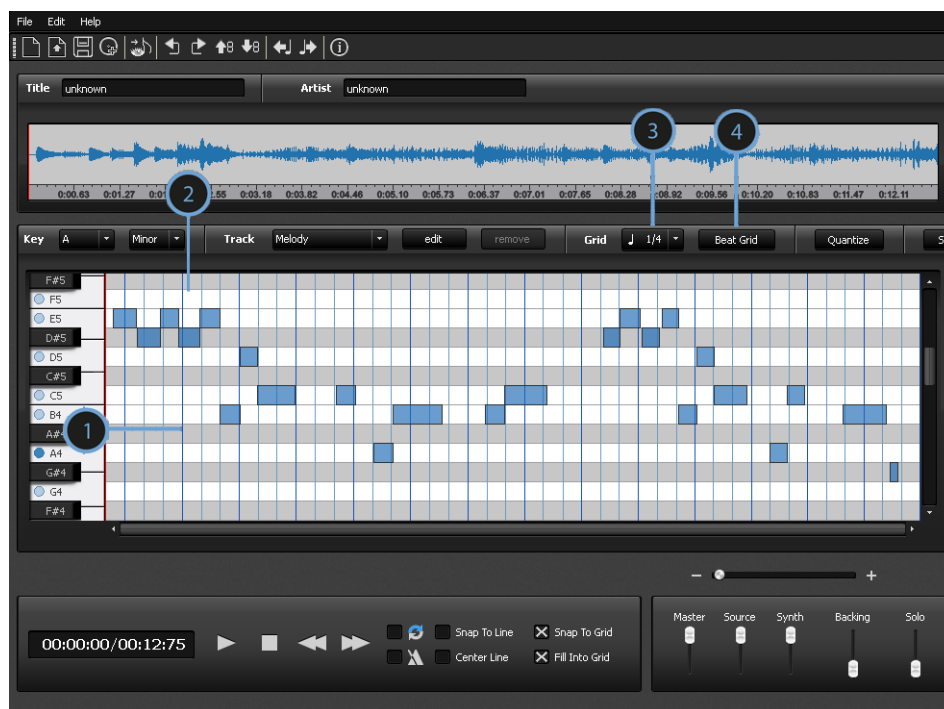 File Edit Help
8 8
Title unknown Artist unknown
3 4
0:00.63 0:01.27 0:01 2 .55 0:03.18 0:03.82 0:04.46 0:05.10 0:05.73 0:06.37 0:07.01 0:07.65 0:08.28 0:08.92 0:09.56 0:10.20 0:10.83 0:11.47 0:12.11
Key A Minor Track Melody edit remove Grid 1/4 Beat Grid Quantize S
F#5
F5
E5
D#5
D5
C#5
C5
B4
A#4 1
A4
G#4
G4
F#4
− +
Master Source Synth Backing Solo
00:00:00/00:12:75 Snap To Line Snap To Grid
Center Line Fill Into Grid